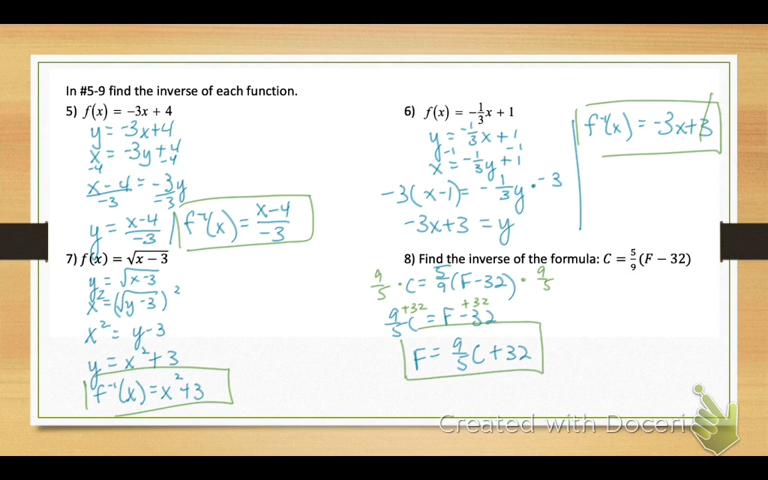 In #5-9 find the inverse of each function.
5) f(x) = −3x + 4
y = -3x+4
x = -3y+4
-4 -4
x-4 = -3y
-3 -3
y = x-4/-3
f⁻¹(x) = x-4/-3
6) f(x) = −1/3x + 1
y = -1/3x+1
x = -1/3y+1
-1 -1
-3(x-1) = -1/3y · -3
-3x+3 = y
f⁻¹(x) = -3x+3
7) f(x) = √x − 3
y = √x-3
x² = (√y-3)²
x² = y-3
y = x²+3
f⁻¹(x) = x²+3
8) Find the inverse of the formula: C = 5/9(F − 32)
9/5 · C = 5/9(F-32) · 9/5
+32 +32
9/5C = F-32
F = 9/5C+32
Created with Doceri